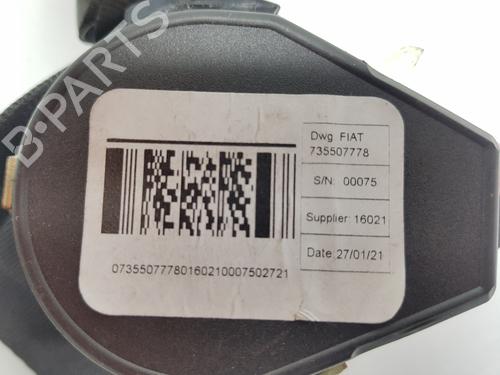 Dwg FIAT
735507778
S/N: 00075
Supplier: 16021
Date: 27/01/21
07355077780160210007502721
B-PARTS